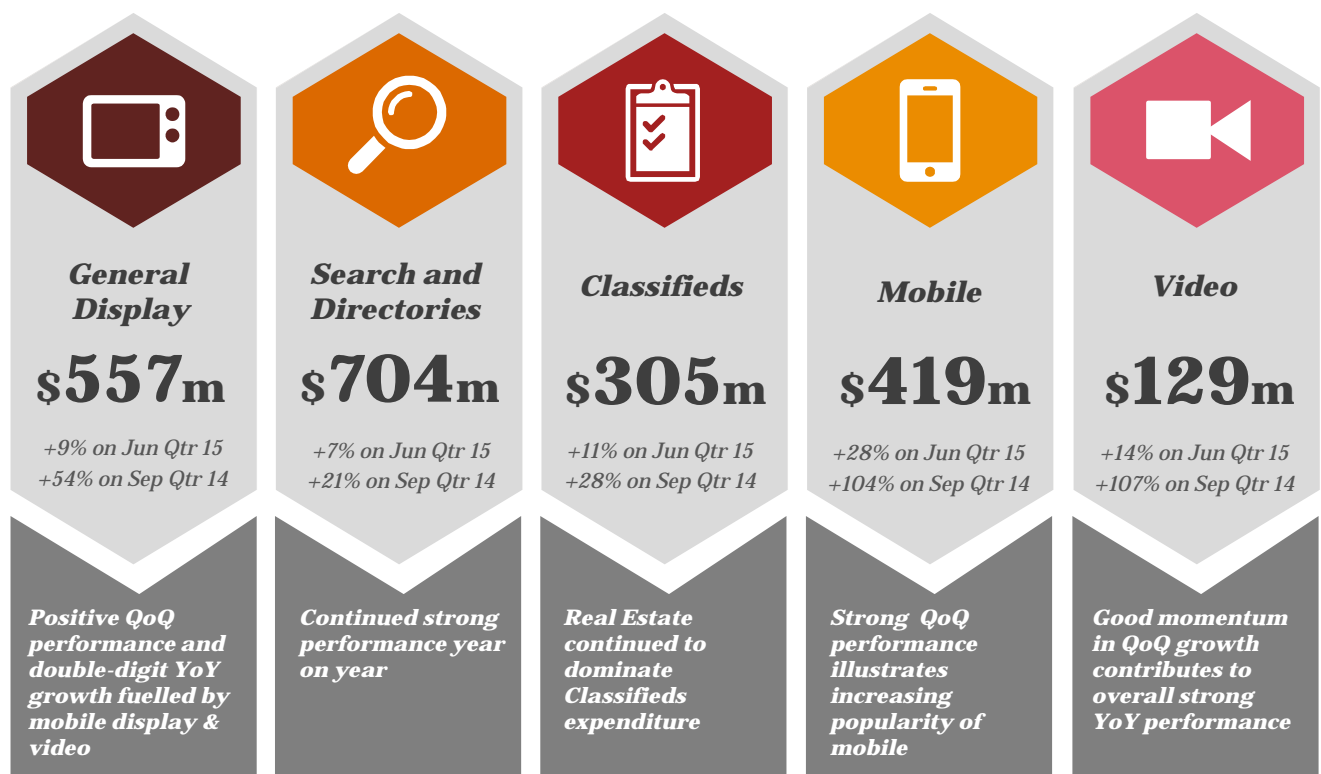 General
Display
$557m
+9% on Jun Qtr 15
+54% on Sep Qtr 14
Positive QoQ
performance and
double-digit YoY
growth fuelled by
mobile display &
video
Search and
Directories
$704m
+7% on Jun Qtr 15
+21% on Sep Qtr 14
Continued strong
performance year
on year
Classifieds
$305m
+11% on Jun Qtr 15
+28% on Sep Qtr 14
Real Estate
continued to
dominate
Classifieds
expenditure
Mobile
$419m
+28% on Jun Qtr 15
+104% on Sep Qtr 14
Strong QoQ
performance
illustrates
increasing
popularity of
mobile
Video
$129m
+14% on Jun Qtr 15
+107% on Sep Qtr 14
Good momentum
in QoQ growth
contributes to
overall strong
YoY performance